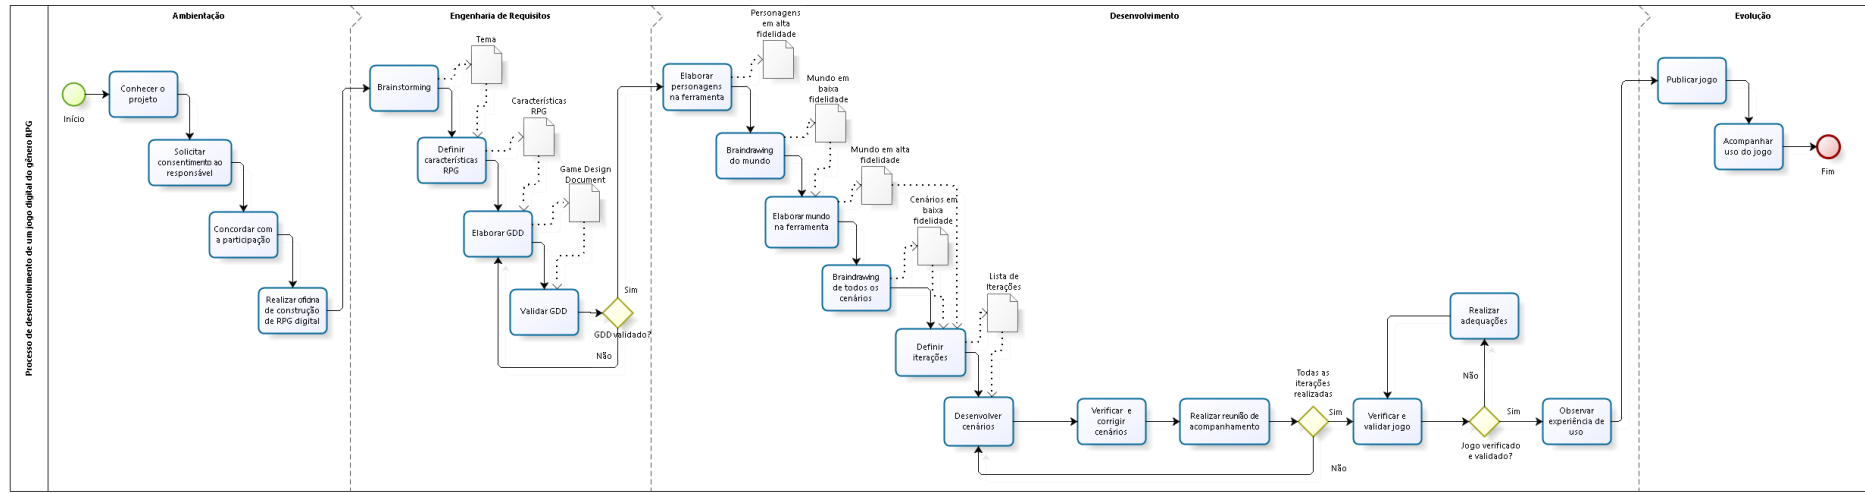 Processo de desenvolvimento de um jogo digital do gênero RPG
Ambientação
Início
Conhecer o
projeto
Solicitar
consentimento ao
responsável
Concordar com
a participação
Realizar oficina
de construção
de RPG digital
Engenharia de Requisitos
Brainstorming
Tema
Definir
características
RPG
Características
RPG
Elaborar GDD
Game Design
Document
Validar GDD
GDD validado?
Sim
Não
Desenvolvimento
Elaborar
personagens
na ferramenta
Personagens
em alta
fidelidade
Braindrawing
do mundo
Mundo em
baixa
fidelidade
Elaborar mundo
na ferramenta
Mundo em alta
fidelidade
Braindrawing
de todos os
cenários
Cenários em
baixa
fidelidade
Definir
iterações
Lista de
Iterações
Desenvolver
cenários
Verificar e
corrigir
cenários
Realizar reunião de
acompanhamento
Todas as
iterações
realizadas
Sim
Não
Verificar e
validar jogo
Jogo verificado
e validado?
Não
Realizar
adequações
Sim
Observar
experiência de
uso
Evolução
Publicar jogo
Acompanhar
uso do jogo
Fim